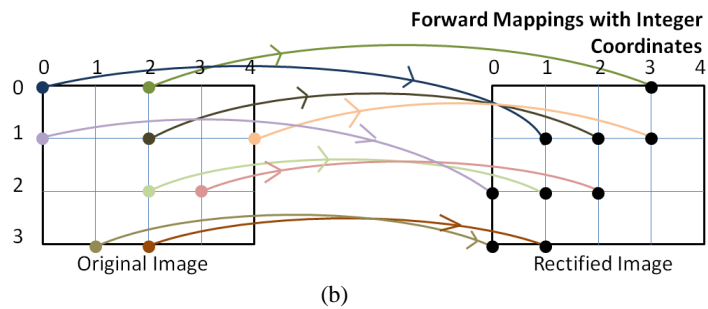 Forward Mappings with Integer
Coordinates
0 1 2 3 4 0 1 2 3 4
0
1
2
3
Original Image Rectified Image
(b)